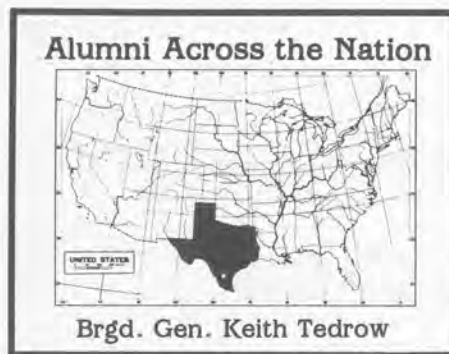 Alumni Across the Nation
UNITED STATES
Brgd. Gen. Keith Tedrow